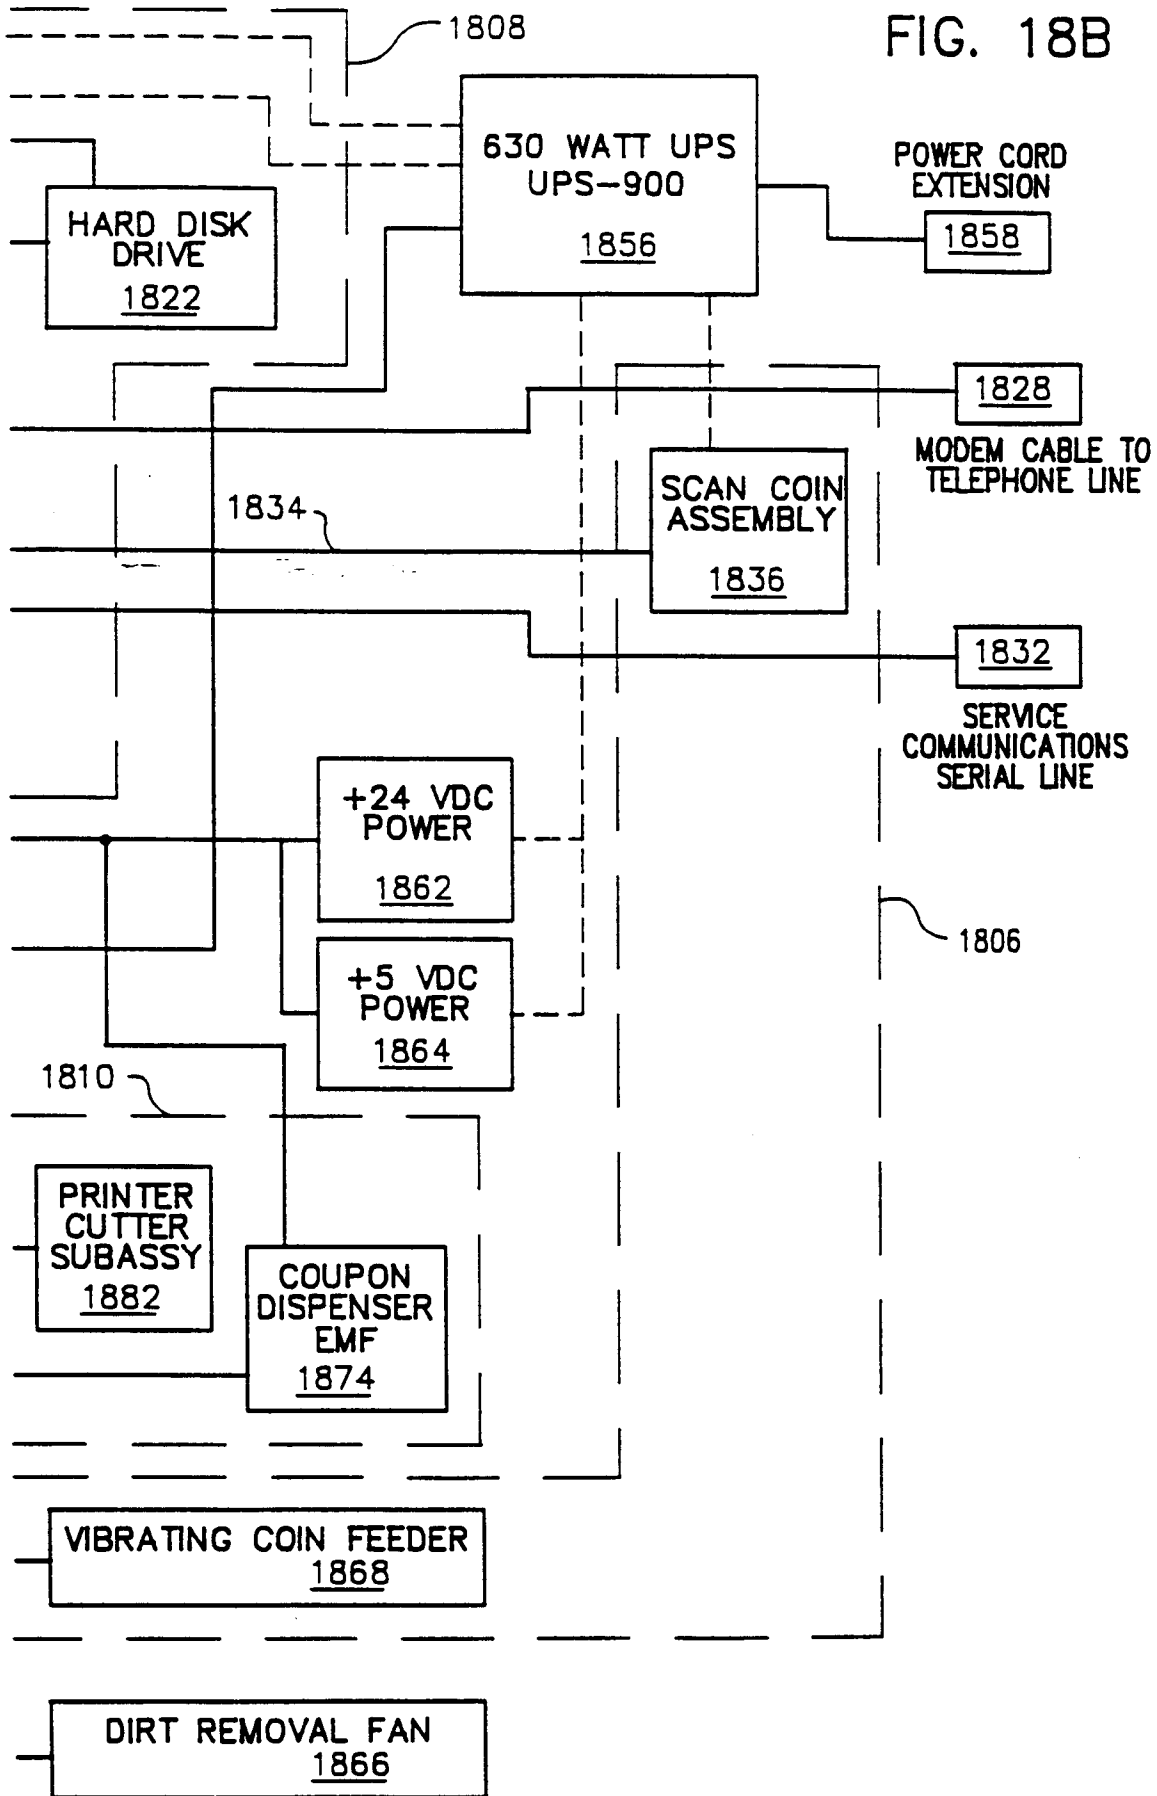 FIG. 18B
1808
630 WATT UPS
UPS-900
1856
POWER CORD
EXTENSION
1858
HARD DISK
DRIVE
1822
1828
MODEM CABLE TO
TELEPHONE LINE
SCAN COIN
ASSEMBLY
1836
1834
1832
SERVICE
COMMUNICATIONS
SERIAL LINE
+24 VDC
POWER
1862
1806
+5 VDC
POWER
1864
1810
PRINTER
CUTTER
SUBASSY
1882
COUPON
DISPENSER
EMF
1874
VIBRATING COIN FEEDER
1868
DIRT REMOVAL FAN
1866